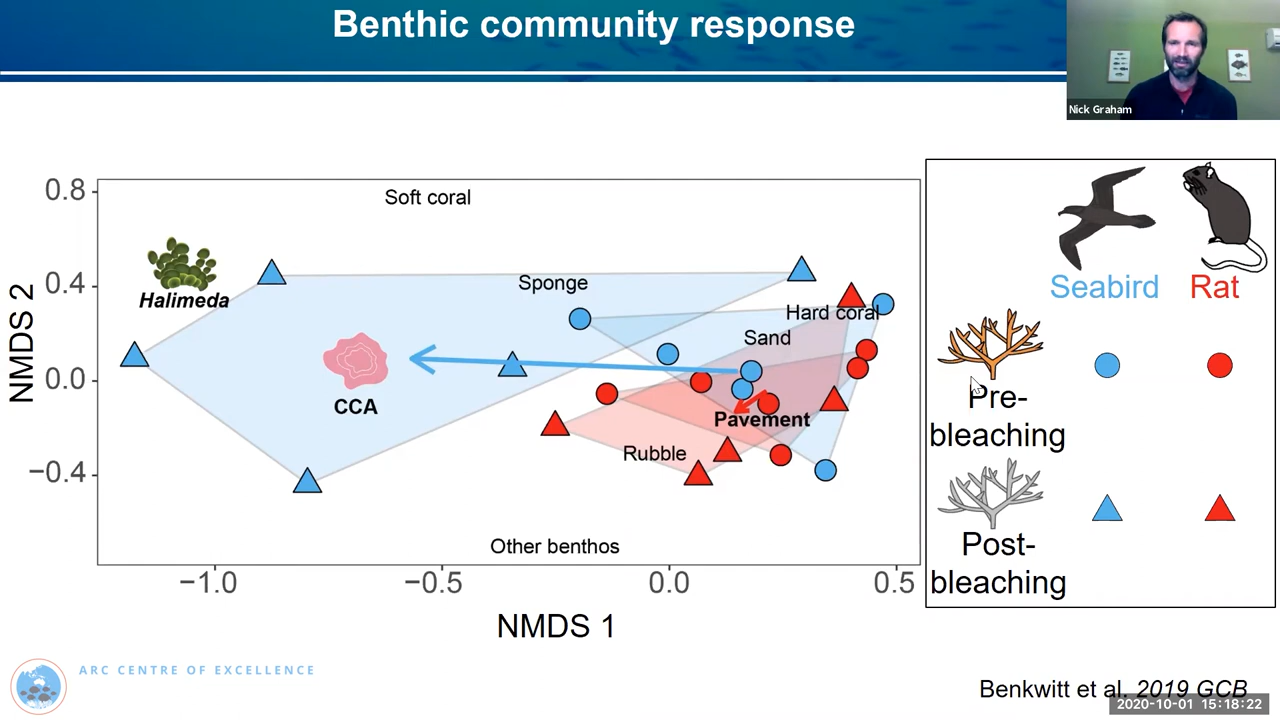 Benthic community response
Nick Graham
0.8
0.4
0.0
−0.4
NMDS 2
Soft coral
Halimeda
Sponge
Hard coral
Sand
CCA
Pavement
Rubble
Other benthos
−1.0
−0.5
0.0
0.5
NMDS 1
Seabird
Rat
Pre-
bleaching
Post-
bleaching
ARC CENTRE OF EXCELLENCE
Benkwitt et al. 2019 GCB
2020-10-01 15:18:22